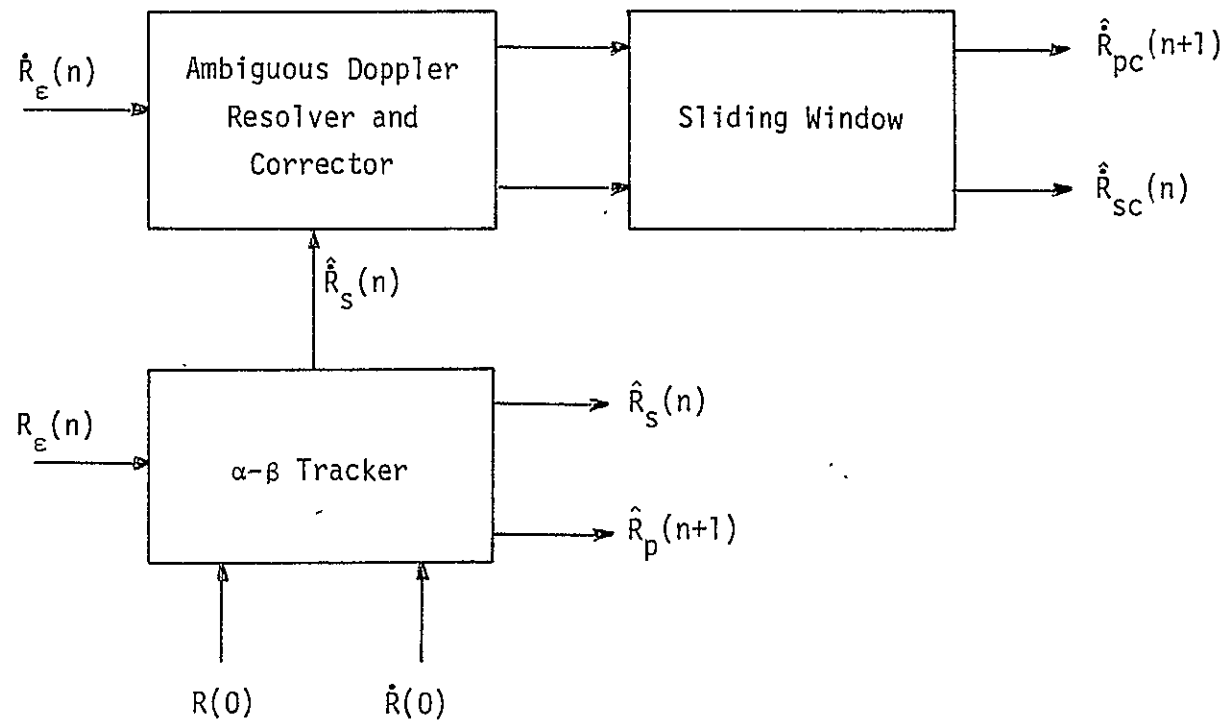 Ṙ_ε(n)
Ambiguous Doppler
Resolver and
Corrector
Sliding Window
Ṙ̂_pc(n+1)
Ṙ̂_sc(n)
Ṙ̂_s(n)
R_ε(n)
α-β Tracker
R̂_s(n)
R̂_p(n+1)
R(0)
Ṙ(0)